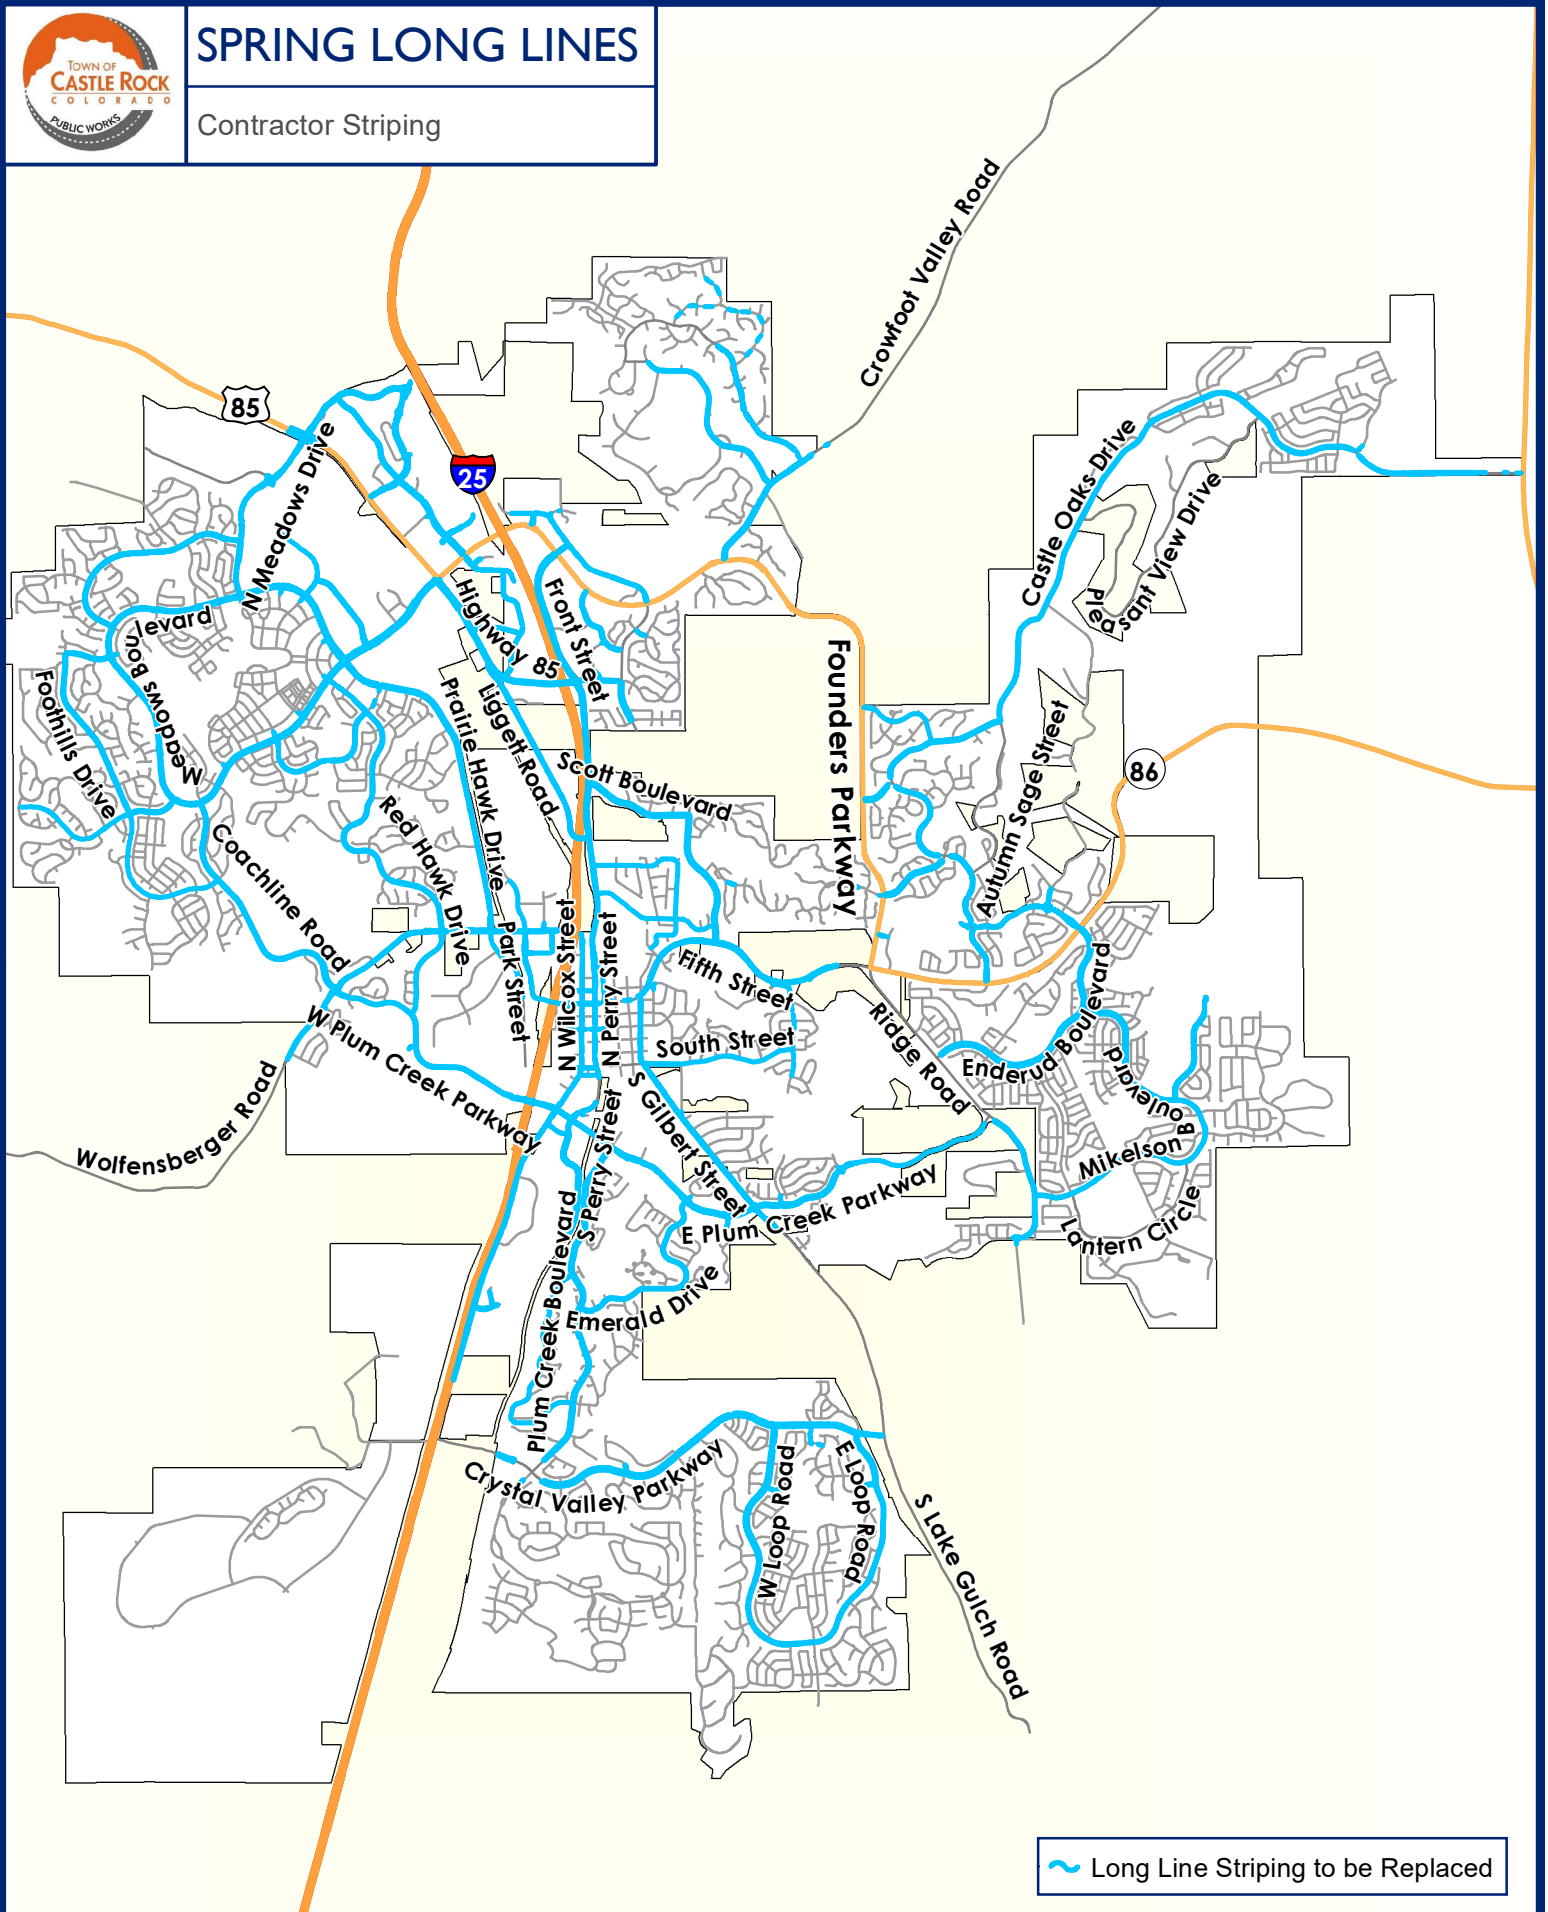 SPRING LONG LINES
TOWN OF
CASTLE ROCK
COLORADO
PUBLIC WORKS
Contractor Striping
Crowfoot Valley Road
85
N Meadows Drive
25
Castle Oaks Drive
Pleasant View Drive
Meadows Boulevard
Highway 85
Front Street
Foothills Drive
Prairie Hawk Drive
Liggett Road
Founders Parkway
Autumn Sage Street
86
Scott Boulevard
Coachline Road
Red Hawk Drive
Park Street
N Wilcox Street
N Perry Street
Fifth Street
South Street
Ridge Road
Enderud Boulevard
W Plum Creek Parkway
Wolfensberger Road
S Gilbert Street
S Perry Street
Mikelson Boulevard
E Plum Creek Parkway
Lantern Circle
Plum Creek Boulevard
Emerald Drive
Crystal Valley Parkway
W Loop Road
E Loop Road
S Lake Gulch Road
Long Line Striping to be Replaced